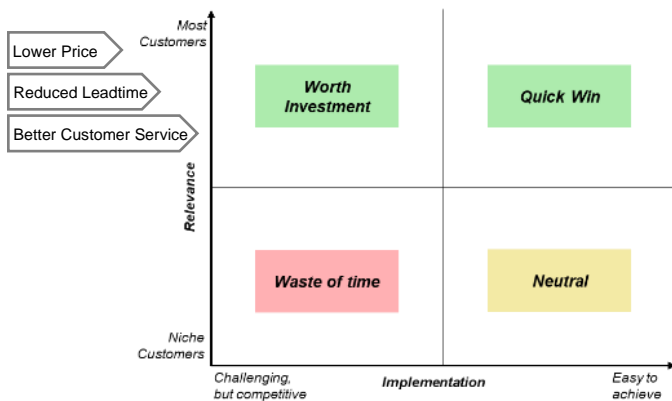 Most
Customers
Lower Price
Reduced Leadtime
Better Customer Service
Worth
Investment
Quick Win
Relevance
Waste of time
Neutral
Niche
Customers
Challenging,
but competitive
Implementation
Easy to
achieve